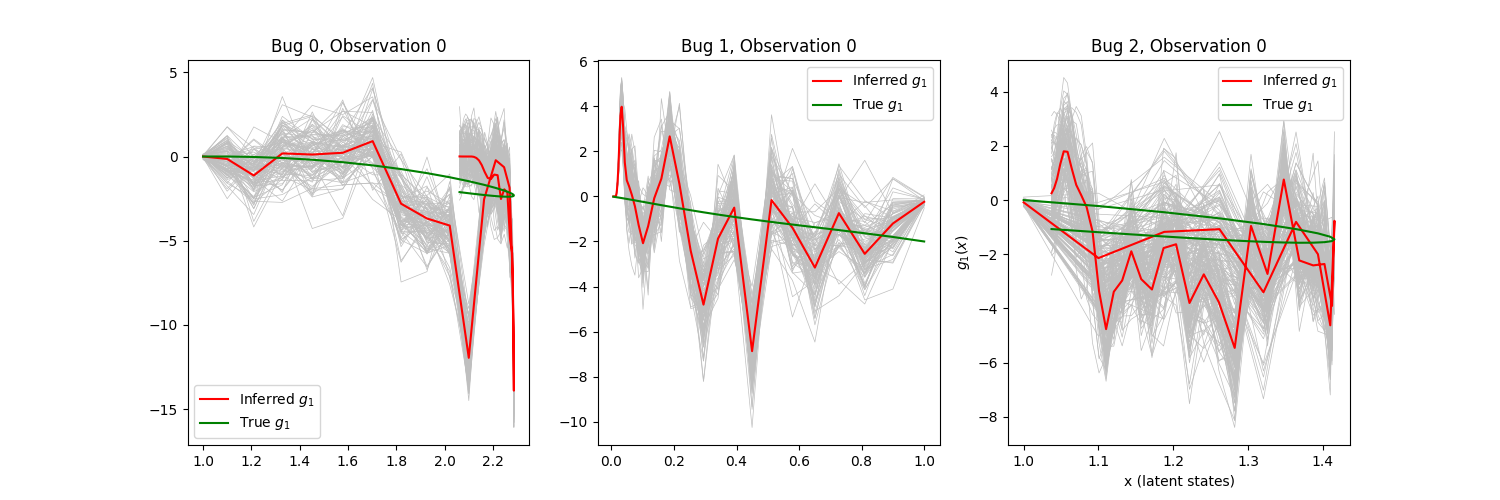 Bug 0, Observation 0
5
0
−5
−10
−15
1.0 1.2 1.4 1.6 1.8 2.0 2.2
Inferred g₁
True g₁
Bug 1, Observation 0
6
4
2
0
−2
−4
−6
−8
−10
0.0 0.2 0.4 0.6 0.8 1.0
Inferred g₁
True g₁
Bug 2, Observation 0
g₁(x)
4
2
0
−2
−4
−6
−8
1.0 1.1 1.2 1.3 1.4
x (latent states)
Inferred g₁
True g₁